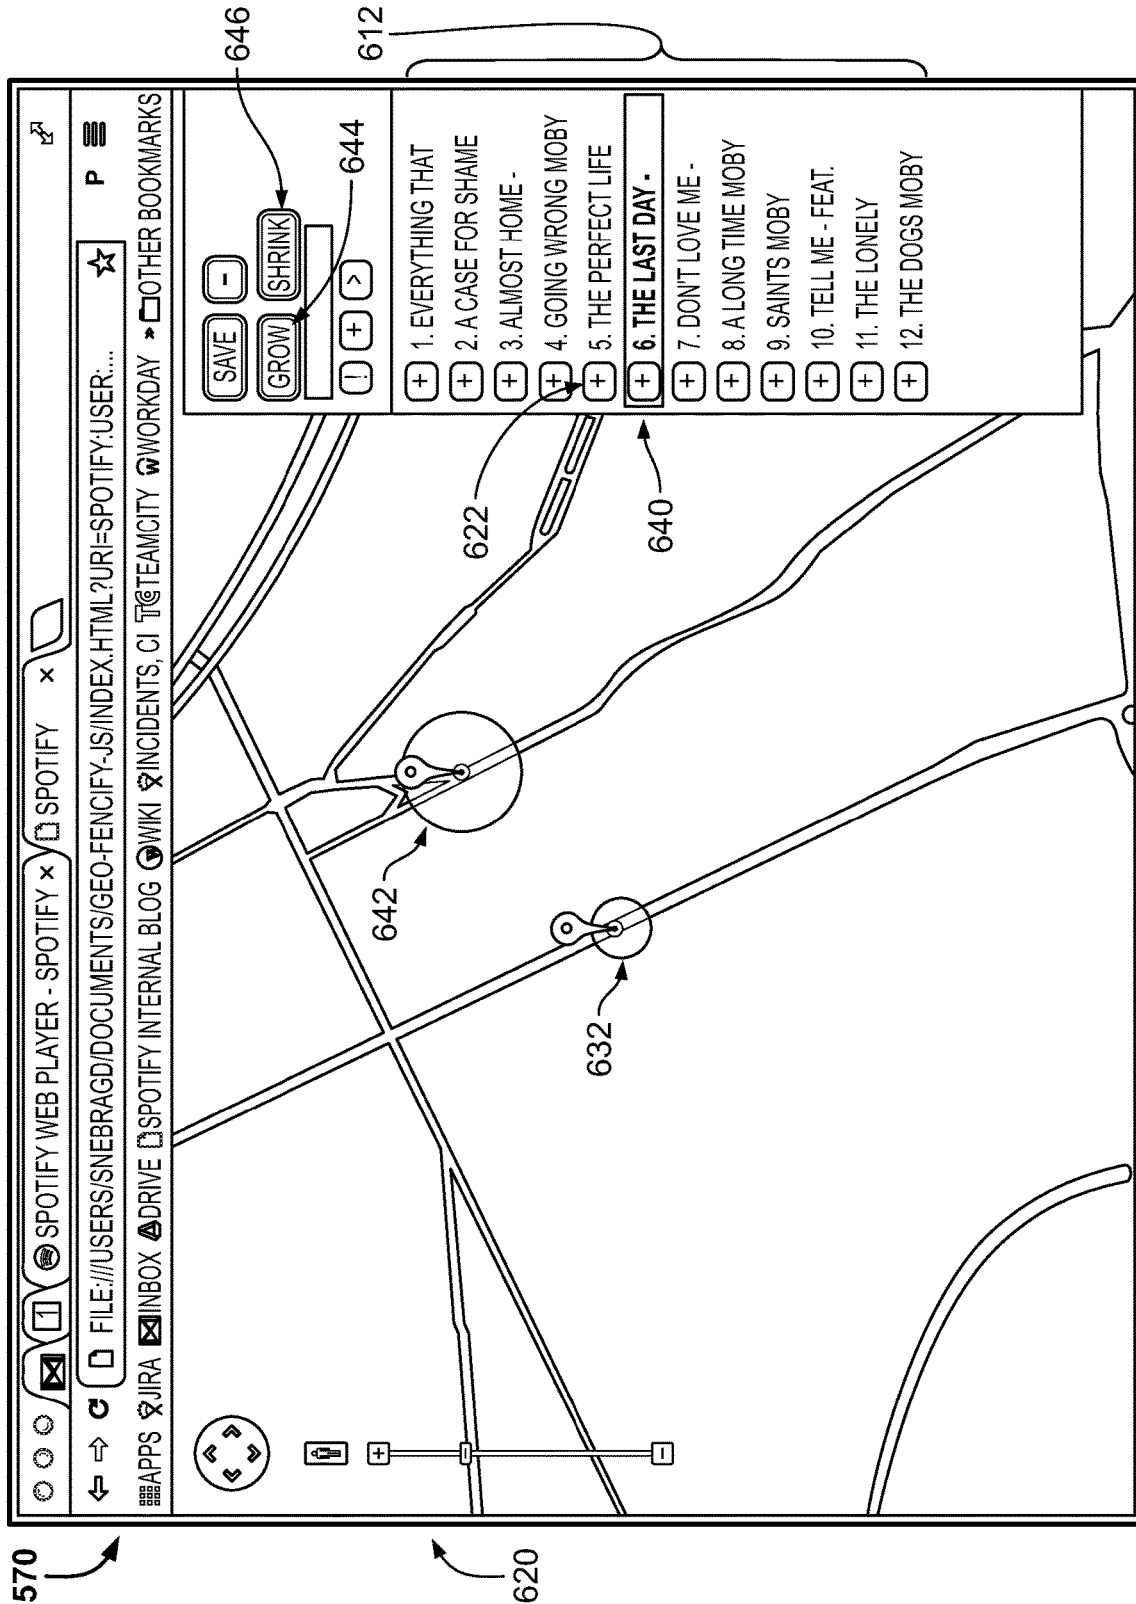 570
620
SPOTIFY WEB PLAYER - SPOTIFY × SPOTIFY ×
1
FILE:///USERS/SNEBRAGD/DOCUMENTS/GEO-FENCIFY-JS/INDEX.HTML?URI=SPOTIFY:USER:...
P
APPS JIRA INBOX DRIVE SPOTIFY INTERNAL BLOG WIKI INCIDENTS, CI TC TEAMCITY WORKDAY » OTHER BOOKMARKS
SAVE -
GROW SHRINK
! + >
646
644
612
+ 1. EVERYTHING THAT
+ 2. A CASE FOR SHAME
+ 3. ALMOST HOME -
+ 4. GOING WRONG MOBY
+ 5. THE PERFECT LIFE
+ 6. THE LAST DAY -
+ 7. DON'T LOVE ME -
+ 8. A LONG TIME MOBY
+ 9. SAINTS MOBY
+ 10. TELL ME - FEAT.
+ 11. THE LONELY
+ 12. THE DOGS MOBY
622
640
642
632
+
-
-